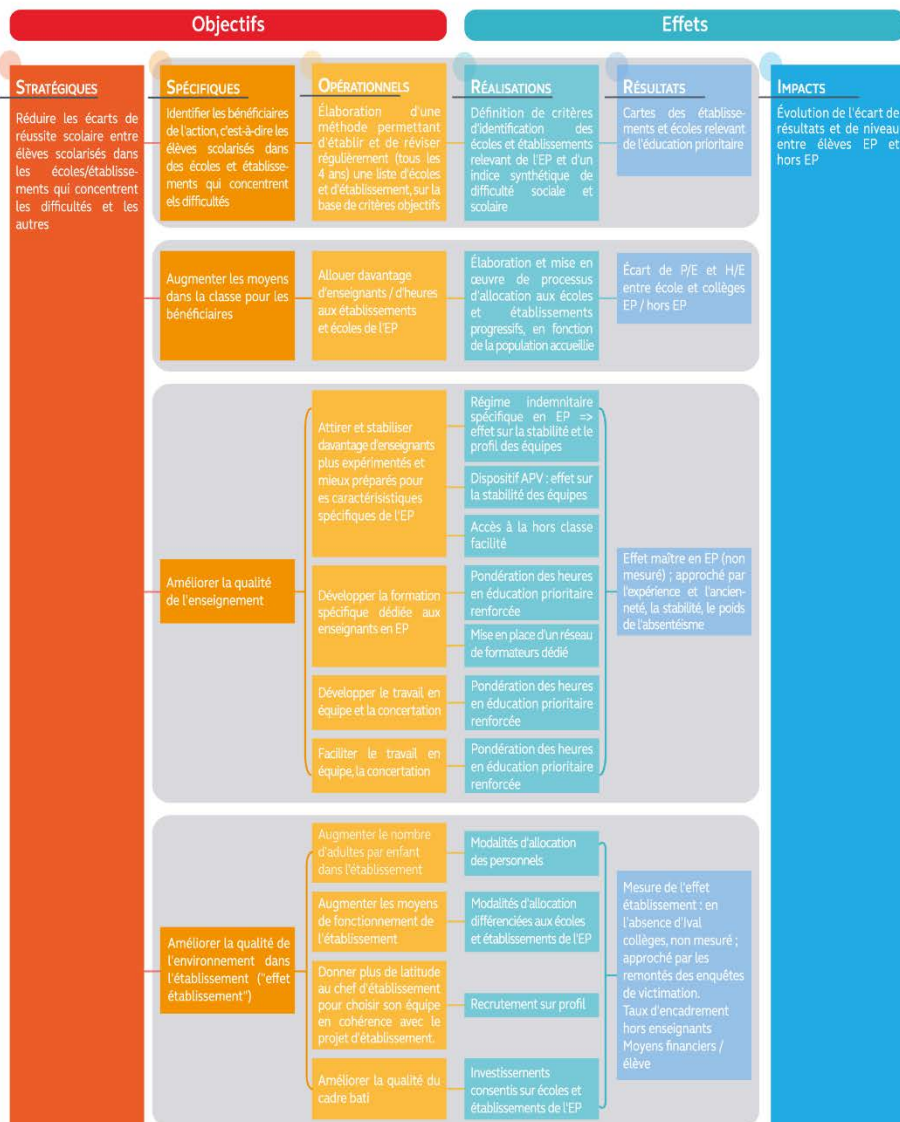 Objectifs
Effets
STRATÉGIQUES
Réduire les écarts de
réussite scolaire entre
élèves scolarisés dans
les écoles/établisse-
ments qui concentrent
les difficultés et les
autres
SPÉCIFIQUES
Identifier les bénéficiaires
de l'action, c'est-à-dire les
élèves scolarisés dans
des écoles et établisse-
ments qui concentrent
els difficultés
OPÉRATIONNELS
Élaboration d'une
méthode permettant
d'établir et de réviser
régulièrement (tous les
4 ans) une liste d'écoles
et d'établissement, sur la
base de critères objectifs
RÉALISATIONS
Définition de critères
d'identification des
écoles et établissements
relevant de l'EP et d'un
indice synthétique de
difficulté sociale et
scolaire
RÉSULTATS
Cartes des établisse-
ments et écoles relevant
de l'éducation prioritaire
IMPACTS
Évolution de l'écart de
résultats et de niveau
entre élèves EP et
hors EP
Augmenter les moyens
dans la classe pour les
bénéficiaires
Allouer davantage
d'enseignants / d'heures
aux établissements
et écoles de l'EP
Élaboration et mise en
œuvre de processus
d'allocation aux écoles
et établissements
progressifs, en fonction
de la population accueillie
Écart de P/E et H/E
entre école et collèges
EP / hors EP
Améliorer la qualité
de l'enseignement
Attirer et stabiliser
davantage d'enseignants
plus expérimentés et
mieux préparés pour
es caractérisistiques
spécifiques de l'EP
Régime indemnitaire
spécifique en EP =>
effet sur la stabilité et le
profil des équipes
Dispositif APV : effet sur
la stabilité des équipes
Accès à la hors classe
facilité
Développer la formation
spécifique dédiée aux
enseignants en EP
Pondération des heures
en éducation prioritaire
renforcée
Mise en place d'un réseau
de formateurs dédié
Développer le travail en
équipe et la concertation
Pondération des heures
en éducation prioritaire
renforcée
Faciliter le travail en
équipe, la concertation
Pondération des heures
en éducation prioritaire
renforcée
Effet maître en EP (non
mesuré) ; approché par
l'expérience et l'ancien-
neté, la stabilité, le poids
de l'absentéisme
Améliorer la qualité de
l'environnement dans
l'établissement ("effet
établissement")
Augmenter le nombre
d'adultes par enfant
dans l'établissement
Modalités d'allocation
des personnels
Augmenter les moyens
de fonctionnement de
l'établissement
Modalités d'allocation
différenciées aux écoles
et établissements de l'EP
Donner plus de latitude
au chef d'établissement
pour choisir son équipe
en cohérence avec le
projet d'établissement.
Recrutement sur profil
Améliorer la qualité du
cadre bati
Investissements
consentis sur écoles et
établissements de l'EP
Mesure de l'effet
établissement : en
l'absence d'Ival
collèges, non mesuré ;
approché par les
remontés des enquêtes
de victimation.
Taux d'encadrement
hors enseignants
Moyens financiers /
élève